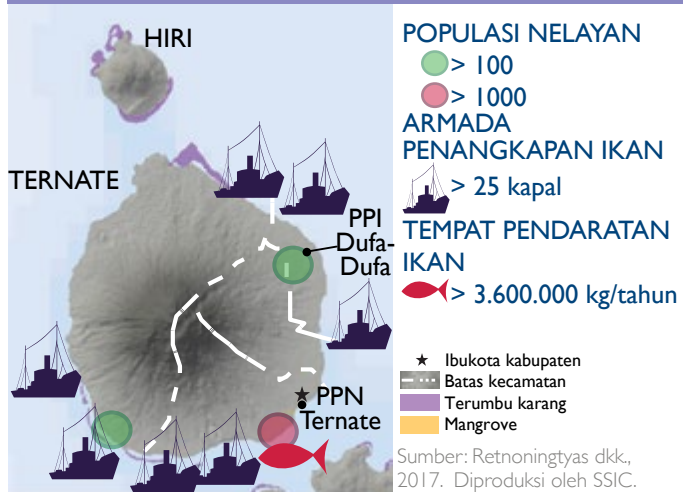 HIRI
TERNATE
PPI
Dufa-
Dufa
PPN
Ternate
POPULASI NELAYAN
> 100
> 1000
ARMADA
PENANGKAPAN IKAN
> 25 kapal
TEMPAT PENDARATAN
IKAN
> 3.600.000 kg/tahun
Ibukota kabupaten
Batas kecamatan
Terumbu karang
Mangrove
Sumber: Retnoningtyas dkk.,
2017. Diproduksi oleh SSIC.